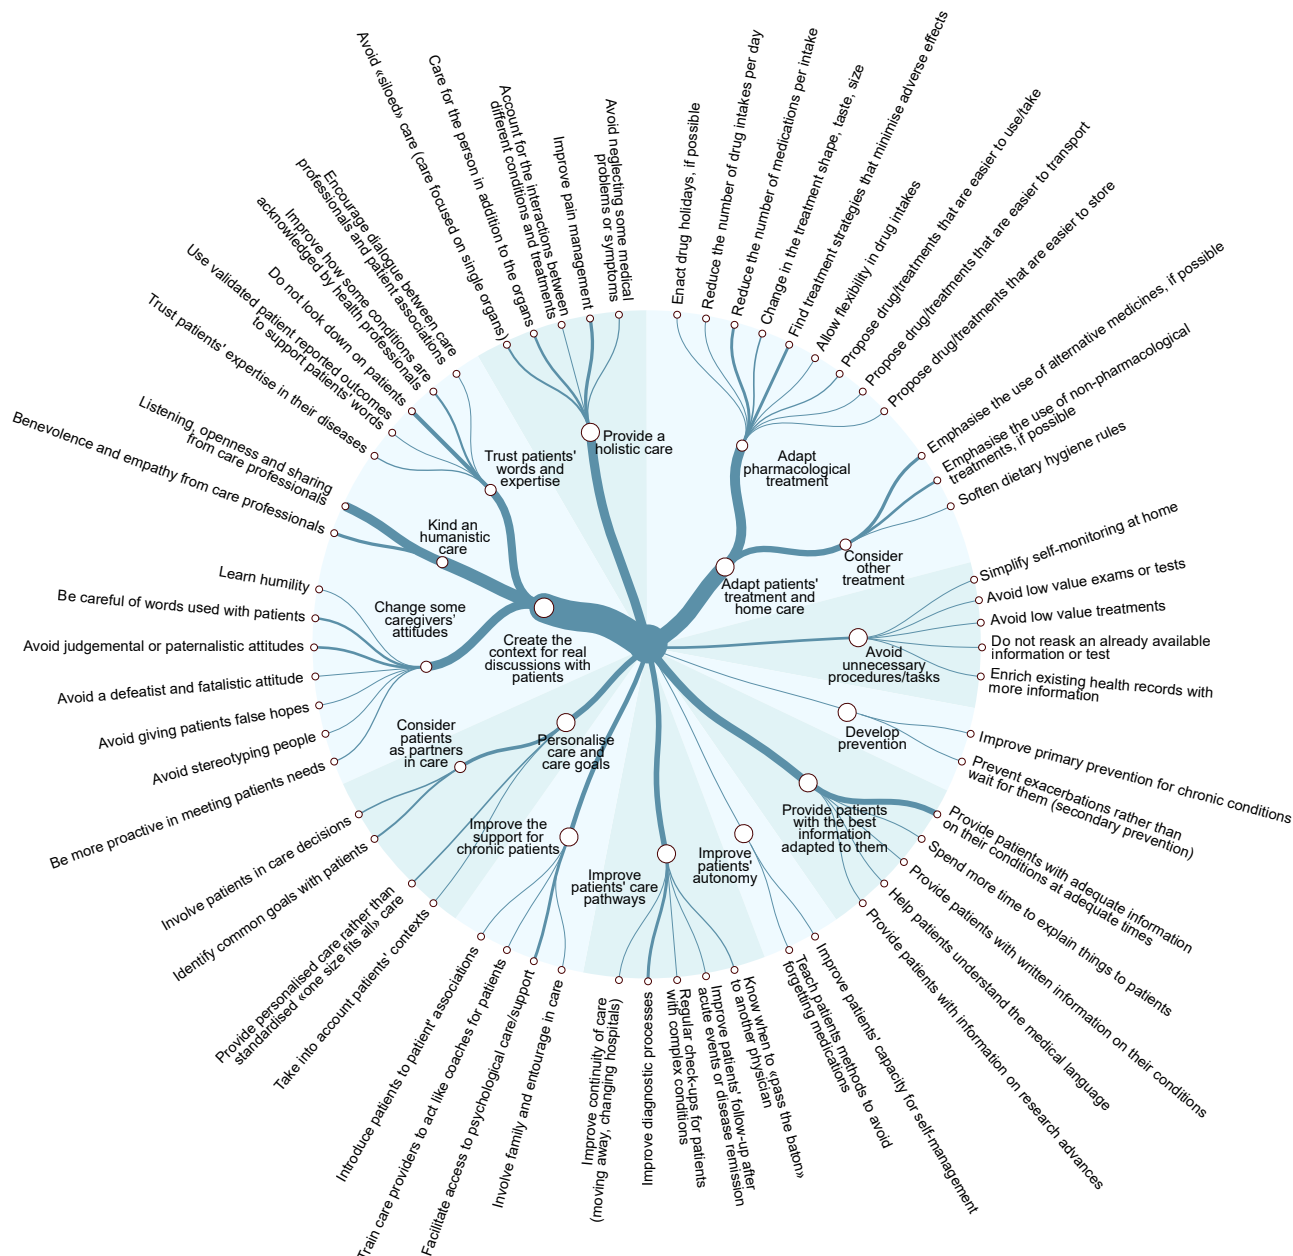 Enact drug holidays, if possible
Reduce the number of drug intakes per day
Reduce the number of medications per intake
Change in the treatment shape, taste, size
Find treatment strategies that minimise adverse effects
Allow flexibility in drug intakes
Propose drug/treatments that are easier to use/take
Propose drug/treatments that are easier to transport
Propose drug/treatments that are easier to store
Adapt
pharmacological
treatment
Emphasise the use of alternative medicines, if possible
Emphasise the use of non-pharmacological
treatments, if possible
Soften dietary hygiene rules
Consider
other
treatment
Adapt patients'
treatment and
home care
Simplify self-monitoring at home
Avoid low value exams or tests
Avoid low value treatments
Do not reask an already available
information or test
Enrich existing health records with
more information
Avoid
unnecessary
procedures/tasks
Improve primary prevention for chronic conditions
Prevent exacerbations rather than
wait for them (secondary prevention)
Develop
prevention
Provide patients with adequate information
on their conditions at adequate times
Spend more time to explain things to patients
Provide patients with written information on their conditions
Help patients understand the medical language
Provide patients with information on research advances
Provide patients
with the best
information
adapted to them
Improve patients' capacity for self-management
Teach patients methods to avoid
forgetting medications
Improve
patients'
autonomy
Know when to «pass the baton»
to another physician
Improve patients' follow-up after
acute events or disease remission
Regular check-ups for patients
with complex conditions
Improve diagnostic processes
Improve continuity of care
(moving away, changing hospitals)
Improve
patients' care
pathways
Involve family and entourage in care
Facilitate access to psychological care/support
Train care providers to act like coaches for patients
Introduce patients to patient' associations
Improve the
support for
chronic patients
Take into account patients' contexts
Provide personalised care rather than
standardised «one size fits all» care
Identify common goals with patients
Involve patients in care decisions
Consider
patients
as partners
in care
Personalise
care and
care goals
Be more proactive in meeting patients needs
Avoid stereotyping people
Avoid giving patients false hopes
Avoid a defeatist and fatalistic attitude
Avoid judgemental or paternalistic attitudes
Be careful of words used with patients
Learn humility
Change some
caregivers'
attitudes
Benevolence and empathy from care professionals
Listening, openness and sharing
from care professionals
Kind an
humanistic
care
Trust patients' expertise in their diseases
Use validated patient reported outcomes
to support patients' words
Do not look down on patients
Improve how some conditions are
acknowledged by health professionals
Encourage dialogue between care
professionals and patient associations
Trust patients'
words and
expertise
Create the
context for real
discussions with
patients
Avoid «siloed» care (care focused on single organs)
Care for the person in addition to the organs
Account for the interactions between
different conditions and treatments
Improve pain management
Avoid neglecting some medical
problems or symptoms
Provide a
holistic care